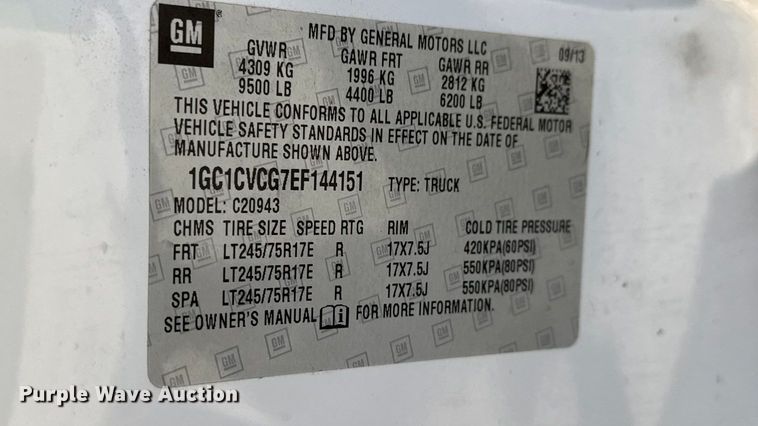 GM
MFD BY GENERAL MOTORS LLC
09/13
GVWR GAWR FRT GAWR RR
4309 KG 1996 KG 2812 KG
9500 LB 4400 LB 6200 LB
THIS VEHICLE CONFORMS TO ALL APPLICABLE U.S. FEDERAL MOTOR
VEHICLE SAFETY STANDARDS IN EFFECT ON THE DATE OF
MANUFACTURE SHOWN ABOVE.
1GC1CVCG7EF144151 TYPE: TRUCK
MODEL: C20943
CHMS TIRE SIZE SPEED RTG RIM COLD TIRE PRESSURE
FRT LT245/75R17E R 17X7.5J 420KPA(60PSI)
RR LT245/75R17E R 17X7.5J 550KPA(80PSI)
SPA LT245/75R17E R 17X7.5J 550KPA(80PSI)
SEE OWNER'S MANUAL i FOR MORE INFORMATION.
Purple Wave Auction